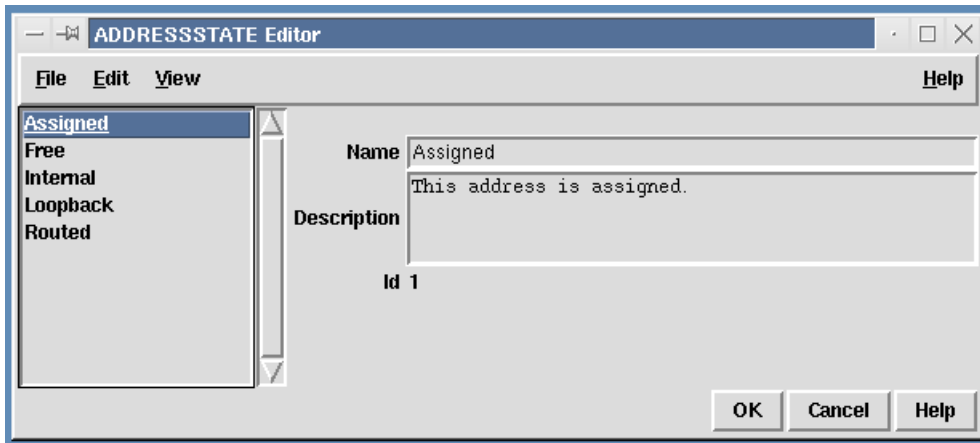 ADDRESSSTATE Editor
File Edit View Help
Assigned
Free
Internal
Loopback
Routed
Name Assigned
Description This address is assigned.
Id 1
OK Cancel Help